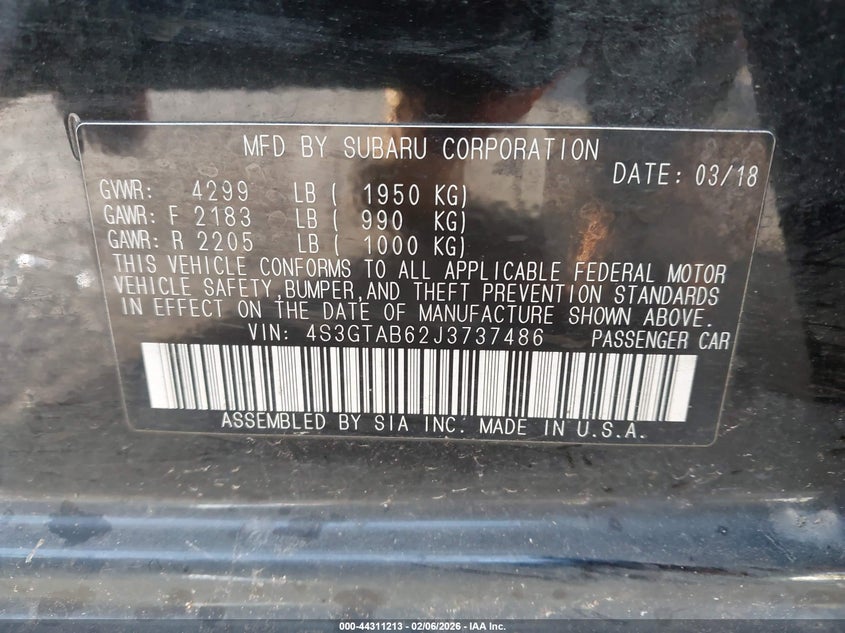 MFD BY SUBARU CORPORATION
DATE: 03/18
GVWR: 4299 LB ( 1950 KG)
GAWR: F 2183 LB ( 990 KG)
GAWR: R 2205 LB ( 1000 KG)
THIS VEHICLE CONFORMS TO ALL APPLICABLE FEDERAL MOTOR
VEHICLE SAFETY,BUMPER,AND THEFT PREVENTION STANDARDS
IN EFFECT ON THE DATE OF MANUFACTURE SHOWN ABOVE.
VIN: 4S3GTAB62J3737486 PASSENGER CAR
ASSEMBLED BY SIA INC. MADE IN U.S.A.
000-44311213 - 02/06/2026 - IAA Inc.